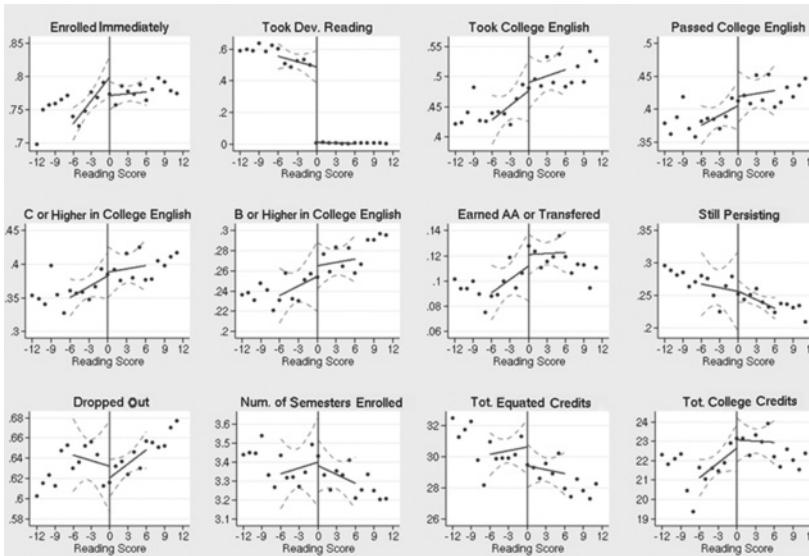 Enrolled Immediately
.85
.8
.75
.7
-12 -9 -6 -3 0 3 6 9 12
Reading Score
Took Dev. Reading
.6
.4
.2
0
-12 -9 -6 -3 0 3 6 9 12
Reading Score
Took College English
.55
.5
.45
.4
-12 -9 -6 -3 0 3 6 9 12
Reading Score
Passed College English
.5
.45
.4
.35
-12 -9 -6 -3 0 3 6 9
Reading Score
C or Higher in College English
.45
.4
.35
.3
-12 -9 -6 -3 0 3 6 9 12
Reading Score
B or Higher in College English
.3
.28
.26
.24
.22
.2
-12 -9 -6 -3 0 3 6 9 12
Reading Score
Earned AA or Transfered
.14
.12
.1
.08
.06
-12 -9 -6 -3 0 3 6 9 12
Reading Score
Still Persisting
.35
.3
.25
.2
-12 -9 -6 -3 0 3 6 9
Reading Score
Dropped Out
.68
.66
.64
.62
.6
.58
-12 -9 -6 -3 0 3 6 9 12
Reading Score
Num. of Semesters Enrolled
3.6
3.5
3.4
3.3
3.2
3.1
-12 -9 -6 -3 0 3 6 9 12
Reading Score
Tot. Equated Credits
32
30
28
26
-12 -9 -6 -3 0 3 6 9 12
Reading Score
Tot. College Credits
25
24
23
22
21
20
19
-12 -9 -6 -3 0 3 6 9
Reading Score